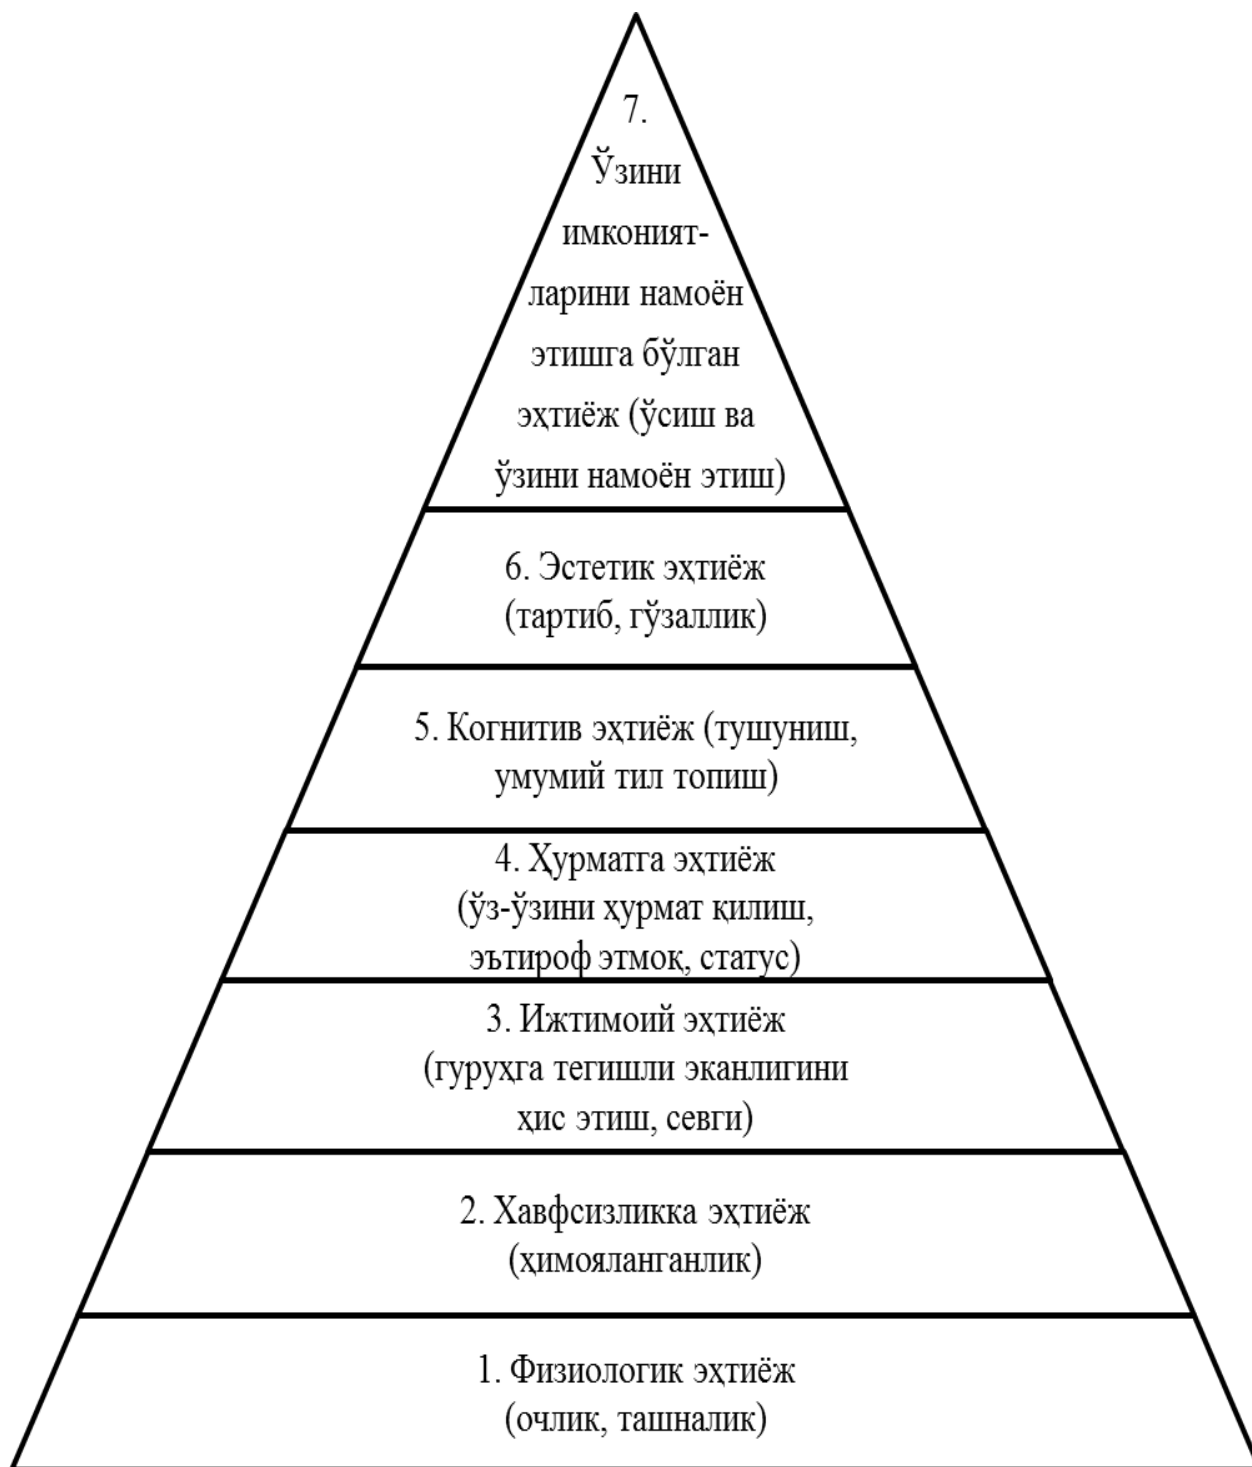 7.
Ўзини
имконият-
ларини намоён
этишга бўлган
эҳтиёж (ўсиш ва
ўзини намоён этиш)
6. Эстетик эҳтиёж
(тартиб, гўзаллик)
5. Когнитив эҳтиёж (тушуниш,
умумий тил топиш)
4. Ҳурматга эҳтиёж
(ўз-ўзини ҳурмат қилиш,
эътироф этмоқ, статус)
3. Ижтимоий эҳтиёж
(гуруҳга тегишли эканлигини
ҳис этиш, севги)
2. Хавфсизликка эҳтиёж
(ҳимояланганлик)
1. Физиологик эҳтиёж
(очлик, ташналик)